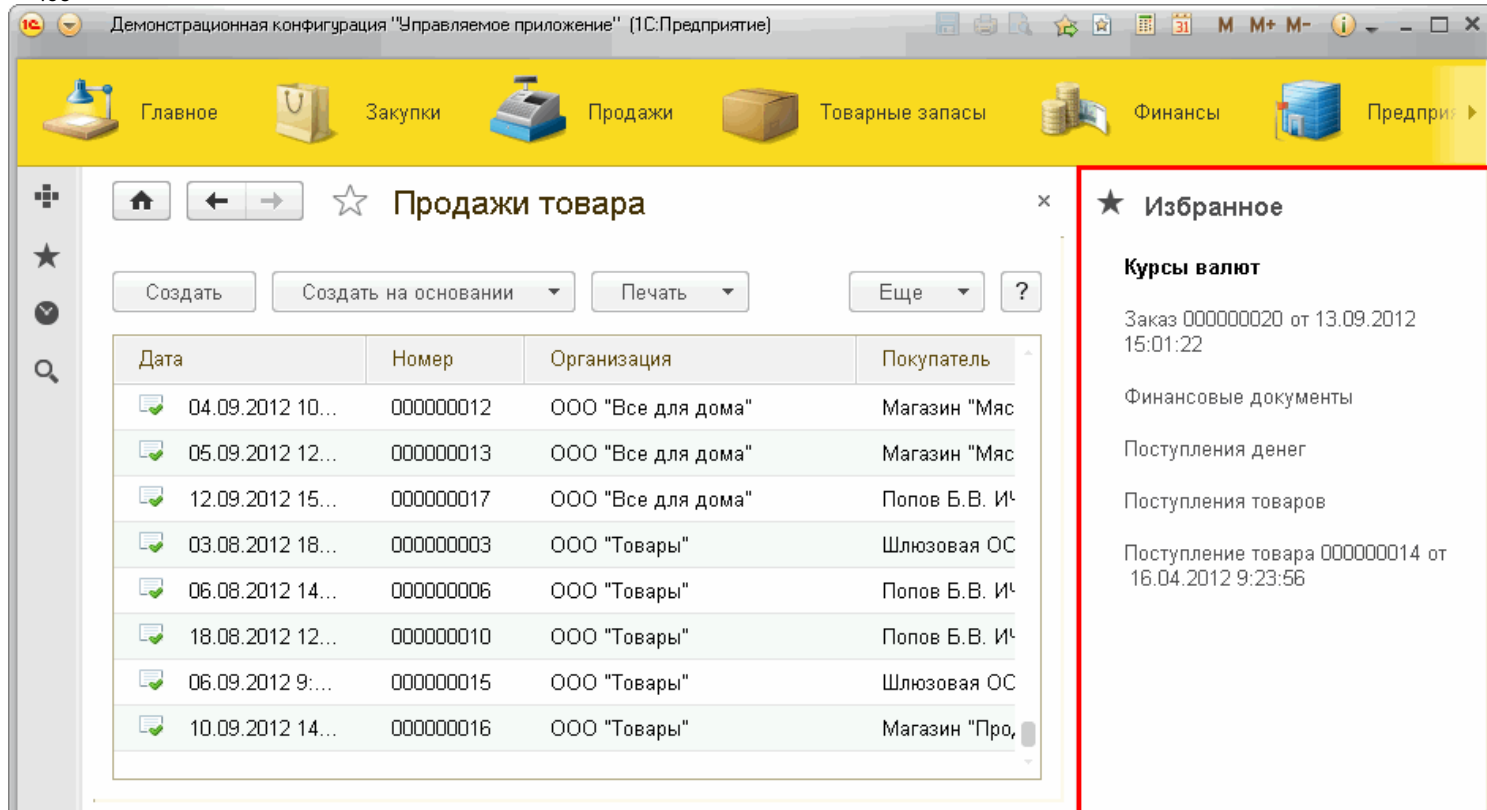 1С Демонстрационная конфигурация "Управляемое приложение" (1С:Предприятие) 31 M M+ M- i
Главное Закупки Продажи Товарные запасы Финансы
Продажи товара
Создать Создать на основании Печать Еще ?
Дата Номер Организация Покупатель
04.09.2012 10... 000000012 ООО "Все для дома" Магазин "Мяс
05.09.2012 12... 000000013 ООО "Все для дома" Магазин "Мяс
12.09.2012 15... 000000017 ООО "Все для дома" Попов Б.В. ИЧ
03.08.2012 18... 000000003 ООО "Товары" Шлюзовая ОС
06.08.2012 14... 000000006 ООО "Товары" Попов Б.В. ИЧ
18.08.2012 12... 000000010 ООО "Товары" Попов Б.В. ИЧ
06.09.2012 9:... 000000015 ООО "Товары" Шлюзовая ОС
10.09.2012 14... 000000016 ООО "Товары" Магазин "Про
Избранное
Курсы валют
Заказ 000000020 от 13.09.2012
15:01:22
Финансовые документы
Поступления денег
Поступления товаров
Поступление товара 000000014 от
16.04.2012 9:23:56